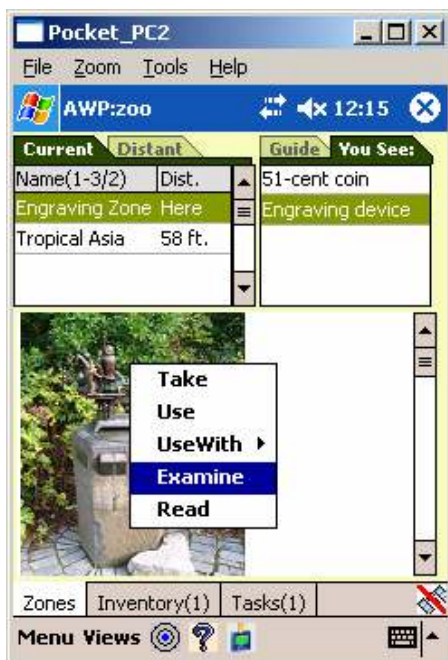 Pocket_PC2
File Zoom Tools Help
AWP:zoo 12:15
Current Distant
Guide You See:
Name(1-3/2) Dist.
Engraving Zone Here
Tropical Asia 58 ft.
51-cent coin
Engraving device
Take
Use
UseWith
Examine
Read
Zones Inventory(1) Tasks(1)
Menu Views